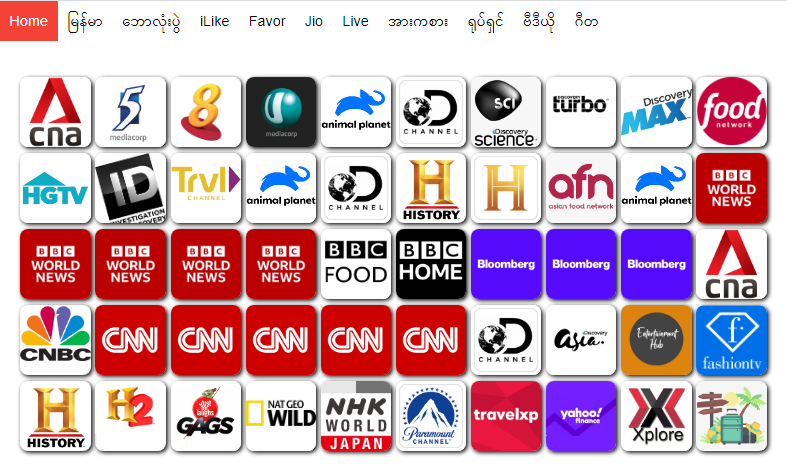 Home မြန်မာ ဘောလုံးပွဲ iLike Favor Jio Live အားကစား ရုပ်ရှင် ဗီဒီယို ဂီတ
cna 5 mediacorp 8 mediacorp animal planet D CHANNEL SCI Discovery SCIENCE DISCOVERY turbo Discovery MAX food network
HGTV ID INVESTIGATION DISCOVERY Trvl CHANNEL animal planet D CHANNEL H HISTORY H afn asian food network animal planet BBC WORLD NEWS
BBC WORLD NEWS BBC WORLD NEWS BBC WORLD NEWS BBC WORLD NEWS BBC FOOD BBC HOME Bloomberg Bloomberg Bloomberg cna
CNBC CNN CNN CNN CNN CNN D CHANNEL Discovery Asia Entertainment Hub f fashiontv
H HISTORY H2 Just for laughs GAGS NAT GEO WILD NHK WORLD JAPAN Paramount CHANNEL travelxp yahoo! finance X Xplore